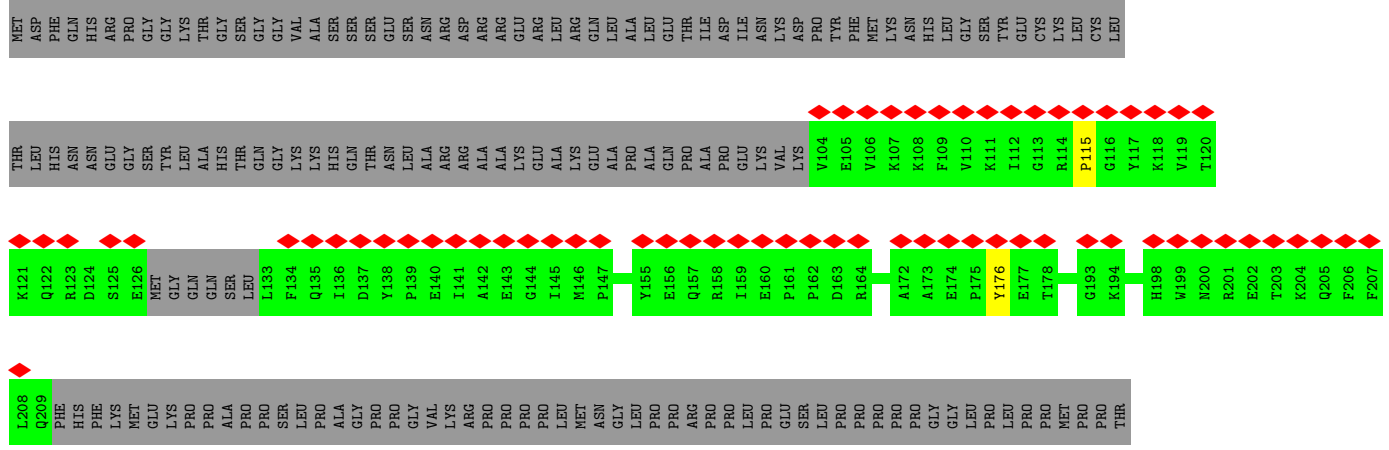 MET ASP PHE GLN HIS ARG PRO GLY GLY LYS THR GLY SER GLY GLY VAL ALA SER SER SER GLU SER ASN ARG ASP ARG ARG GLU ARG LEU ARG GLN LEU ALA LEU GLU THR ILE ASP ILE ASN LYS ASP PRO TYR PHE MET LYS ASN HIS LEU GLY SER TYR GLU CYS LYS LEU CYS LEU
THR LEU HIS ASN ASN GLU GLY SER TYR LEU ALA HIS THR GLN GLY LYS LYS HIS GLN THR ASN LEU ALA ARG ARG ALA ALA LYS GLU ALA LYS GLU ALA PRO ALA GLN PRO ALA PRO GLU LYS VAL LYS V104 E105 V106 K107 K108 F109 V110 K111 I112 G113 R114 P115 G116 Y117 K118 V119 T120
K121 Q122 R123 D124 S125 E126 MET GLY GLN GLN SER LEU L133 F134 Q135 I136 D137 Y138 P139 E140 I141 A142 E143 G144 I145 M146 P147 Y155 E156 Q157 R158 I159 E160 P161 P162 D163 R164 A172 A173 E174 P175 Y176 E177 T178 G193 K194 H198 W199 N200 R201 E202 T203 K204 Q205 F206 F207
L208 Q209 PHE HIS PHE LYS MET GLU LYS PRO PRO ALA PRO PRO SER LEU PRO ALA GLY PRO PRO GLY VAL LYS ARG PRO PRO PRO PRO LEU MET ASN GLY LEU PRO PRO ARG PRO PRO LEU PRO GLU SER LEU PRO PRO PRO PRO PRO PRO GLY GLY LEU PRO LEU PRO PRO MET PRO PRO THR